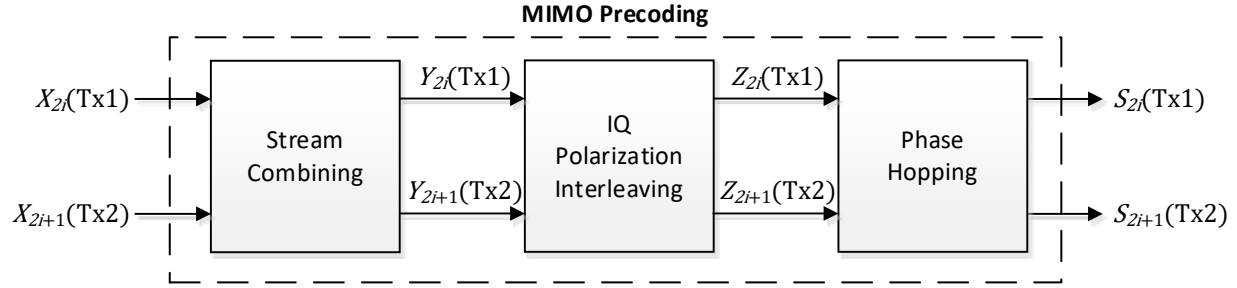 MIMO Precoding
X2i(Tx1)
Y2i(Tx1)
Z2i(Tx1)
S2i(Tx1)
Stream
Combining
IQ
Polarization
Interleaving
Phase
Hopping
X2i+1(Tx2)
Y2i+1(Tx2)
Z2i+1(Tx2)
S2i+1(Tx2)